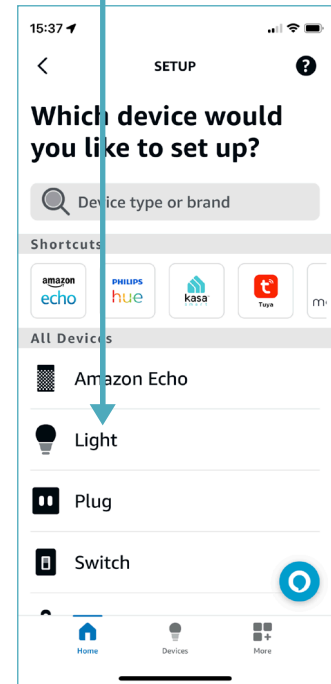 15:37
SETUP
?
Which device would
you like to set up?
Device type or brand
Shortcuts
amazon
echo
PHILIPS
hue
kasa
smart
Tuya
m
All Devices
Amazon Echo
Light
Plug
Switch
Home
Devices
More